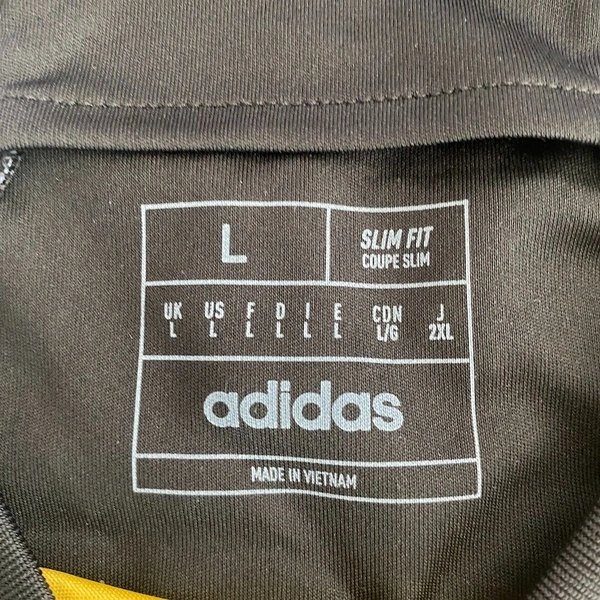 L
SLIM FIT
COUPE SLIM
UK US F D I E CDN J
L L L L L L L/G 2XL
adidas
MADE IN VIETNAM